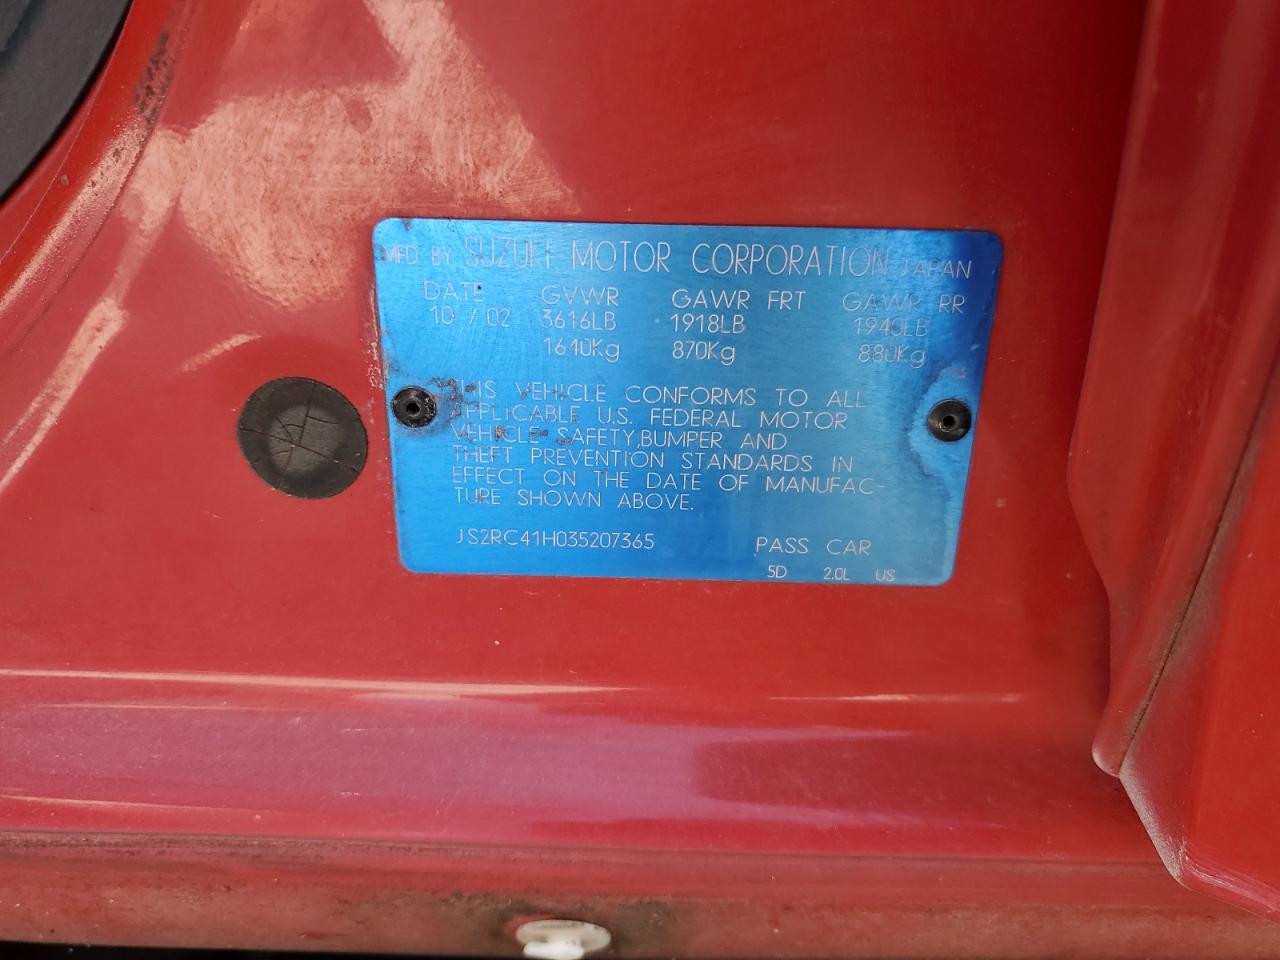 MFD BY SUZUKI MOTOR CORPORATION JAPAN
DATE GVWR GAWR FRT GAWR RR
10 / 02 3616LB 1918LB 1940LB
1640Kg 870Kg 880Kg
THIS VEHICLE CONFORMS TO ALL
APPLICABLE U.S. FEDERAL MOTOR
VEHICLE SAFETY,BUMPER AND
THEFT PREVENTION STANDARDS IN
EFFECT ON THE DATE OF MANUFAC-
TURE SHOWN ABOVE.
JS2RC41H035207365 PASS CAR
5D 2.0L US